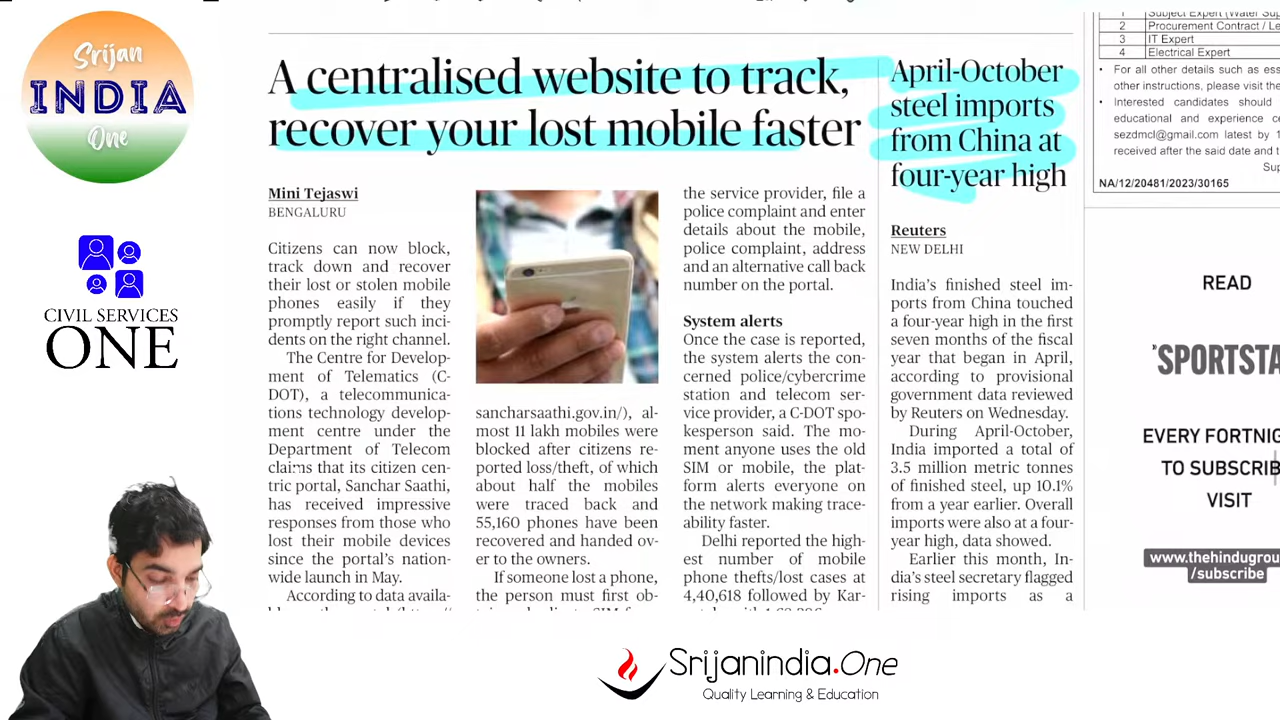 Srijan
INDIA
One
CIVIL SERVICES
ONE
A centralised website to track,
recover your lost mobile faster
Mini Tejaswi
BENGALURU
Citizens can now block,
track down and recover
their lost or stolen mobile
phones easily if they
promptly report such inci-
dents on the right channel.
The Centre for Develop-
ment of Telematics (C-
DOT), a telecommunica-
tions technology develop-
ment centre under the
Department of Telecom
claims that its citizen cen-
tric portal, Sanchar Saathi,
has received impressive
responses from those who
lost their mobile devices
since the portal's nation-
wide launch in May.
According to data availa-
sancharsaathi.gov.in/), al-
most 11 lakh mobiles were
blocked after citizens re-
ported loss/theft, of which
about half the mobiles
were traced back and
55,160 phones have been
recovered and handed ov-
er to the owners.
If someone lost a phone,
the person must first ob-
the service provider, file a
police complaint and enter
details about the mobile,
police complaint, address
and an alternative call back
number on the portal.
System alerts
Once the case is reported,
the system alerts the con-
cerned police/cybercrime
station and telecom ser-
vice provider, a C-DOT spo-
kesperson said. The mo-
ment anyone uses the old
SIM or mobile, the plat-
form alerts everyone on
the network making trace-
ability faster.
Delhi reported the high-
est number of mobile
phone thefts/lost cases at
4,40,618 followed by Kar-
April-October
steel imports
from China at
four-year high
Reuters
NEW DELHI
India's finished steel im-
ports from China touched
a four-year high in the first
seven months of the fiscal
year that began in April,
according to provisional
government data reviewed
by Reuters on Wednesday.
During April-October,
India imported a total of
3.5 million metric tonnes
of finished steel, up 10.1%
from a year earlier. Overall
imports were also at a four-
year high, data showed.
Earlier this month, In-
dia's steel secretary flagged
rising imports as a
1 Subject Expert (Water Sup
2 Procurement Contract / Le
3 IT Expert
4 Electrical Expert
• For all other details such as ess
other instructions, please visit the
• Interested candidates should
educational and experience ce
sezdmcl@gmail.com latest by 1
received after the said date and t
Sup
NA/12/20481/2023/30165
READ
SPORTSTA
EVERY FORTNIG
TO SUBSCRIB
VISIT
www.thehindugrou
/subscribe
Srijanindia.One
Quality Learning & Education